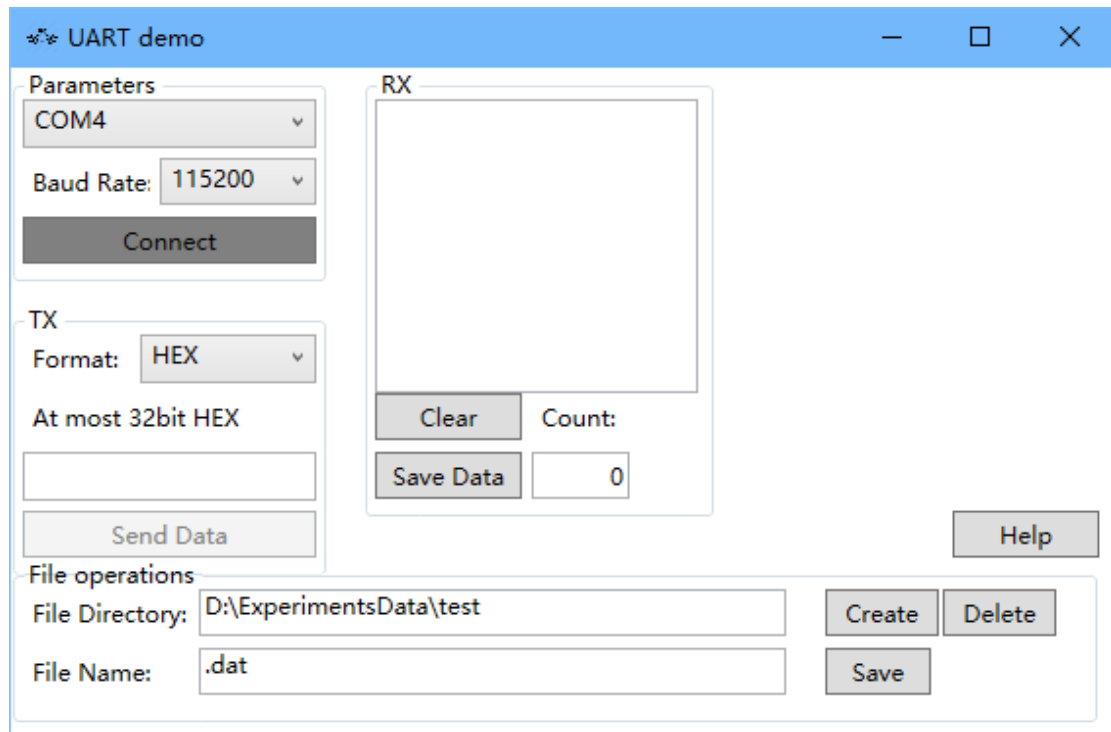 UART demo
Parameters
COM4
Baud Rate: 115200
Connect
TX
Format: HEX
At most 32bit HEX
Send Data
RX
Clear Count:
Save Data 0
Help
File operations
File Directory: D:\ExperimentsData\test Create Delete
File Name: .dat Save